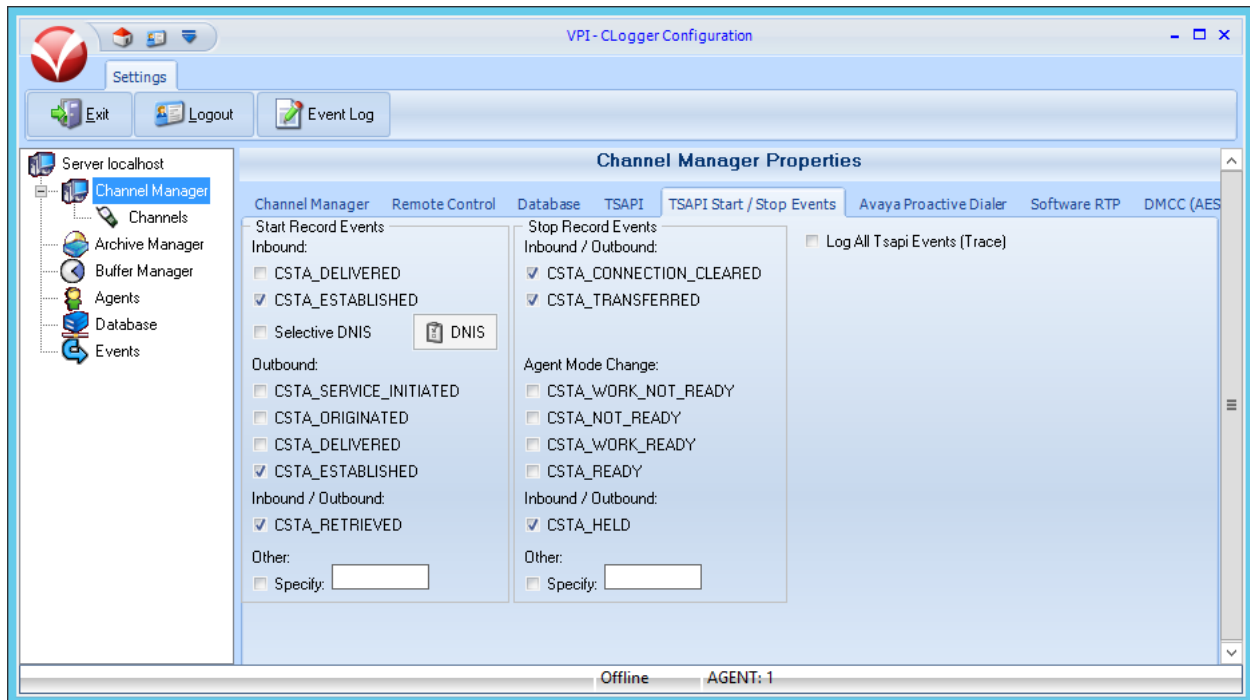 VPI - CLogger Configuration
Settings
Exit
Logout
Event Log
Server localhost
Channel Manager
Channels
Archive Manager
Buffer Manager
Agents
Database
Events
Channel Manager Properties
Channel Manager Remote Control Database TSAPI TSAPI Start / Stop Events Avaya Proactive Dialer Software RTP DMCC (AES
Start Record Events
Inbound:
CSTA_DELIVERED
CSTA_ESTABLISHED
Selective DNIS
DNIS
Outbound:
CSTA_SERVICE_INITIATED
CSTA_ORIGINATED
CSTA_DELIVERED
CSTA_ESTABLISHED
Inbound / Outbound:
CSTA_RETRIEVED
Other:
Specify:
Stop Record Events
Inbound / Outbound:
CSTA_CONNECTION_CLEARED
CSTA_TRANSFERRED
Agent Mode Change:
CSTA_WORK_NOT_READY
CSTA_NOT_READY
CSTA_WORK_READY
CSTA_READY
Inbound / Outbound:
CSTA_HELD
Other:
Specify:
Log All Tsapi Events (Trace)
Offline AGENT: 1